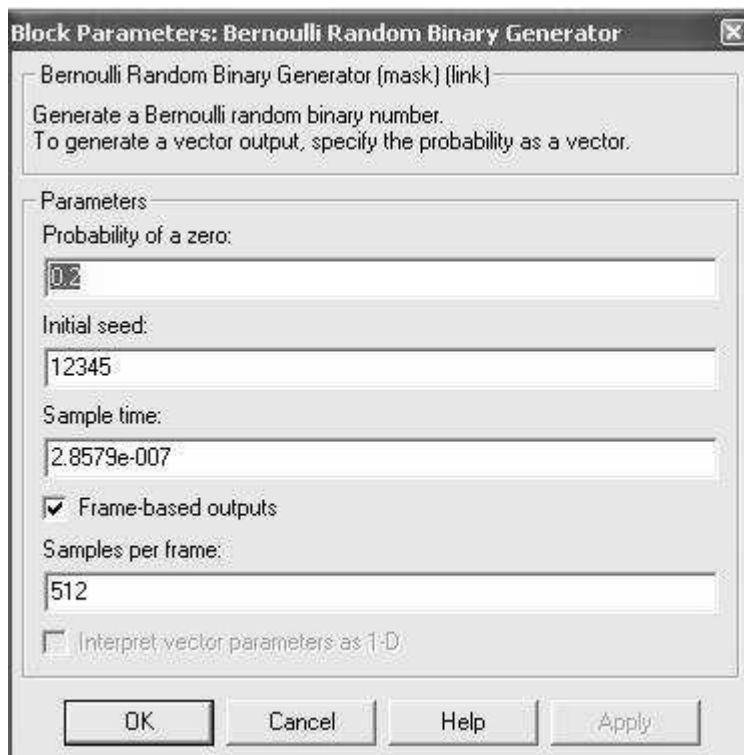 Block Parameters: Bernoulli Random Binary Generator
Bernoulli Random Binary Generator (mask) (link)
Generate a Bernoulli random binary number.
To generate a vector output, specify the probability as a vector.
Parameters
Probability of a zero:
0.2
Initial seed:
12345
Sample time:
2.8579e-007
Frame-based outputs
Samples per frame:
512
Interpret vector parameters as 1-D
OK Cancel Help Apply